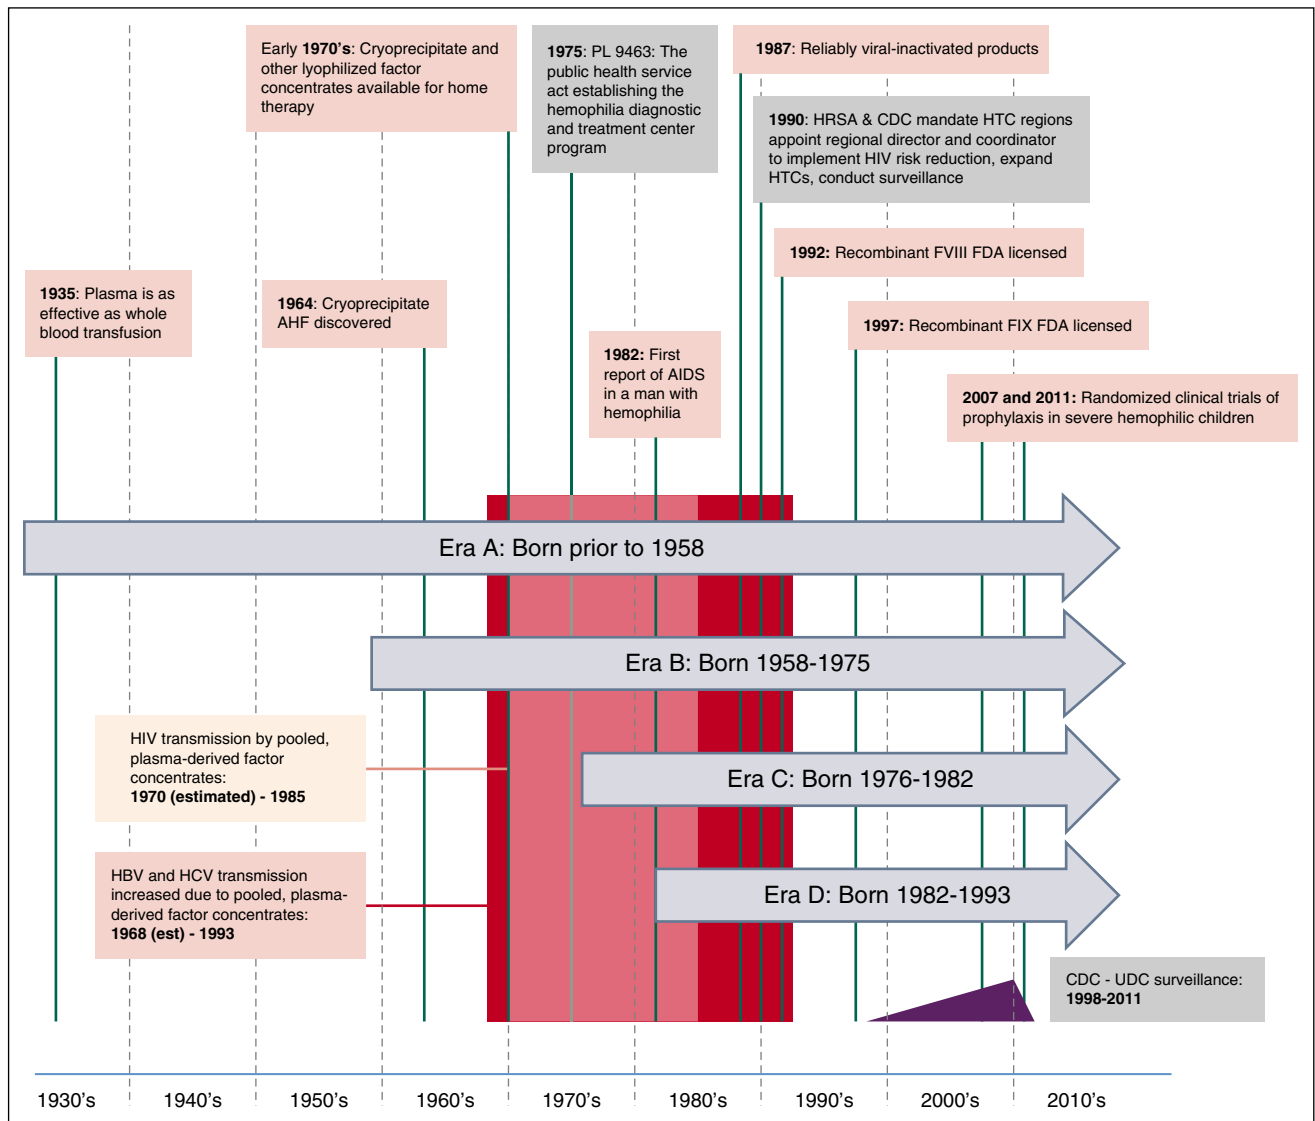 Early 1970's: Cryoprecipitate and
other lyophilized factor
concentrates available for home
therapy
1975: PL 9463: The
public health service
act establishing the
hemophilia diagnostic
and treatment center
program
1987: Reliably viral-inactivated products
1990: HRSA & CDC mandate HTC regions
appoint regional director and coordinator
to implement HIV risk reduction, expand
HTCs, conduct surveillance
1992: Recombinant FVIII FDA licensed
1935: Plasma is as
effective as whole
blood transfusion
1964: Cryoprecipitate
AHF discovered
1997: Recombinant FIX FDA licensed
1982: First
report of AIDS
in a man with
hemophilia
2007 and 2011: Randomized clinical trials of
prophylaxis in severe hemophilic children
Era A: Born prior to 1958
Era B: Born 1958-1975
HIV transmission by pooled,
plasma-derived factor
concentrates:
1970 (estimated) - 1985
Era C: Born 1976-1982
HBV and HCV transmission
increased due to pooled, plasma-
derived factor concentrates:
1968 (est) - 1993
Era D: Born 1982-1993
CDC - UDC surveillance:
1998-2011
1930's 1940's 1950's 1960's 1970's 1980's 1990's 2000's 2010's